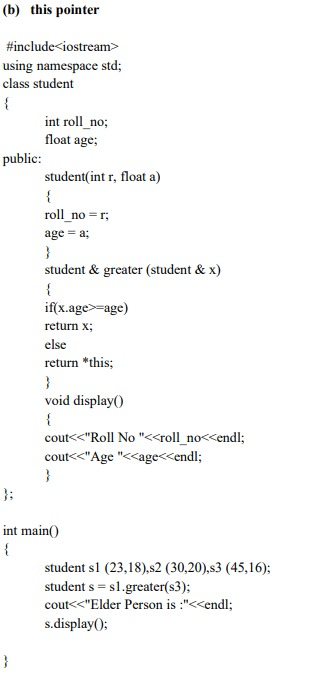 (b) this pointer
#include<iostream>
using namespace std;
class student
{
int roll_no;
float age;
public:
student(int r, float a)
{
roll_no = r;
age = a;
}
student & greater (student & x)
{
if(x.age>=age)
return x;
else
return *this;
}
void display()
{
cout<<"Roll No "<<roll_no<<endl;
cout<<"Age "<<age<<endl;
}
};
int main()
{
student s1 (23,18),s2 (30,20),s3 (45,16);
student s = s1.greater(s3);
cout<<"Elder Person is :"<<endl;
s.display();
}